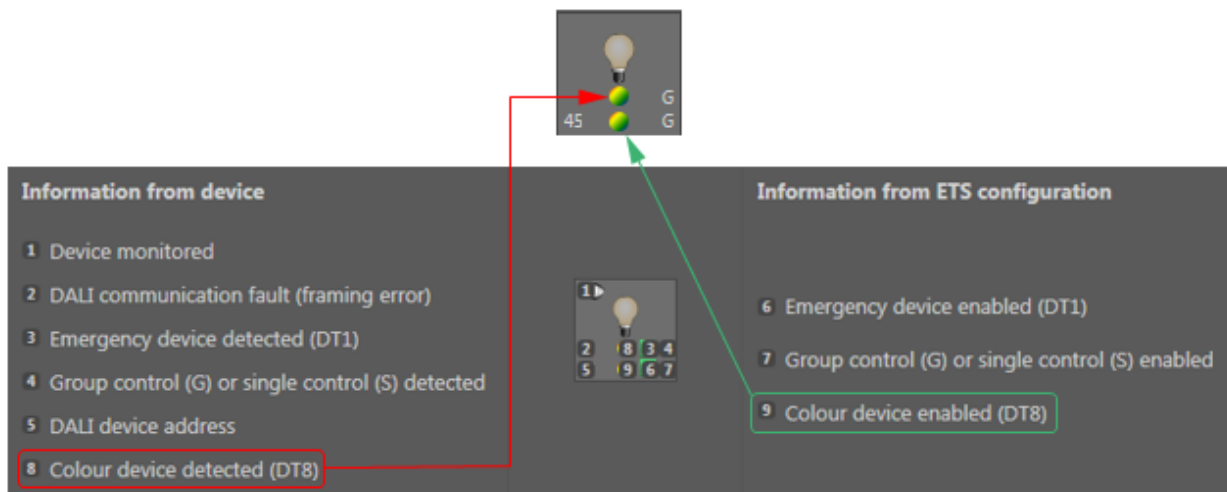 G
45 G
Information from device
1 Device monitored
2 DALI communication fault (framing error)
3 Emergency device detected (DT1)
4 Group control (G) or single control (S) detected
5 DALI device address
8 Colour device detected (DT8)
1
2 8 3 4
5 9 6 7
Information from ETS configuration
6 Emergency device enabled (DT1)
7 Group control (G) or single control (S) enabled
9 Colour device enabled (DT8)